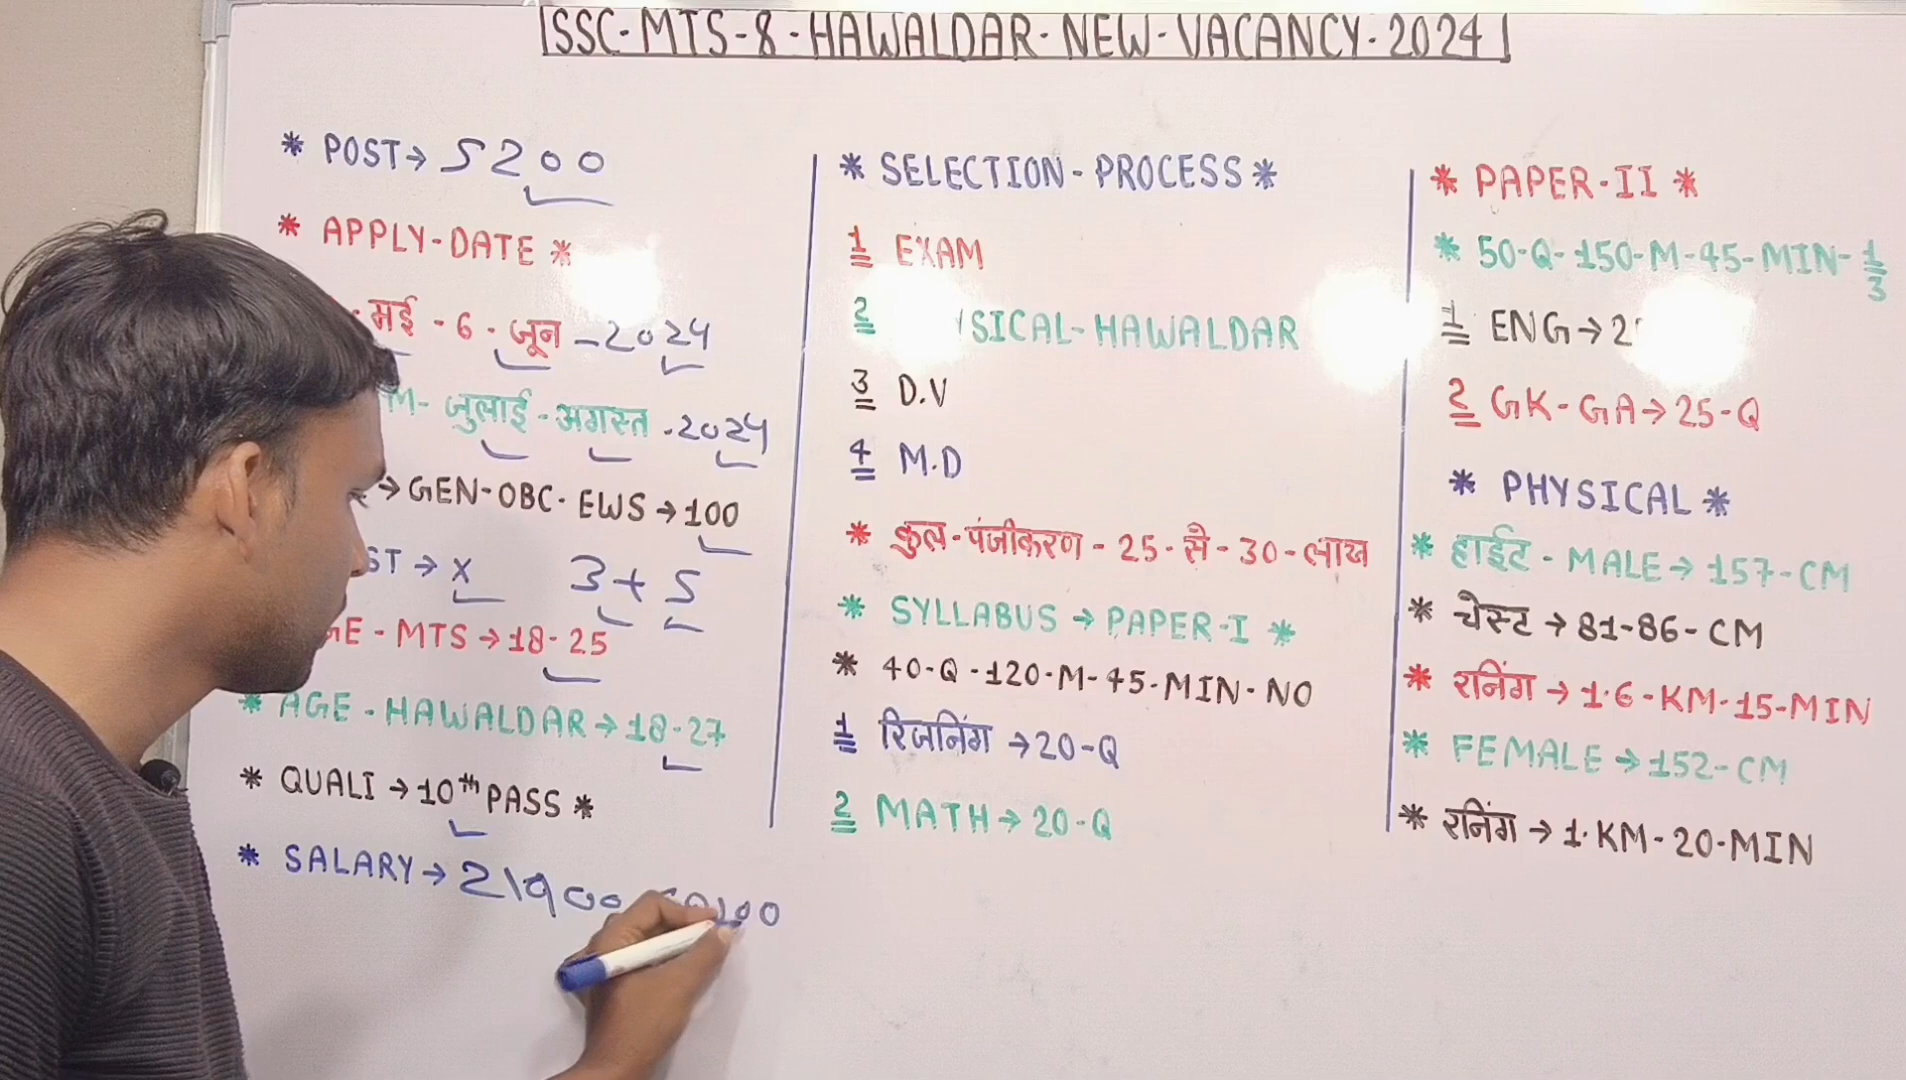 SSC-MTS-8-HAWALDAR-NEW-VACANCY-2024
* POST→ 5200
* APPLY-DATE *
मई - 6 - जून - 2024
जुलाई - अगस्त - 2024
→ GEN-OBC-EWS → 100
ST → x 3+5
MTS → 18-25
* AGE - HAWALDAR → 18-27
* QUALI → 10th PASS *
* SALARY → 21900
* SELECTION-PROCESS *
1 EXAM
2 SICAL-HAWALDAR
3 D.V
4 M.D
* कुल-पंजीकरण-25-से-30-लाख
* SYLLABUS → PAPER-I *
* 40-Q-120-M-45-MIN-NO
1 रिजनिंग → 20-Q
2 MATH → 20-Q
* PAPER-II *
* 50-Q-150-M-45-MIN-1/3
1 ENG →
2 GK-GA → 25-Q
* PHYSICAL *
* हाईट - MALE → 157-CM
* चेस्ट → 81-86-CM
* रनिंग → 1.6-KM-15-MIN
* FEMALE → 152-CM
* रनिंग → 1.KM-20-MIN